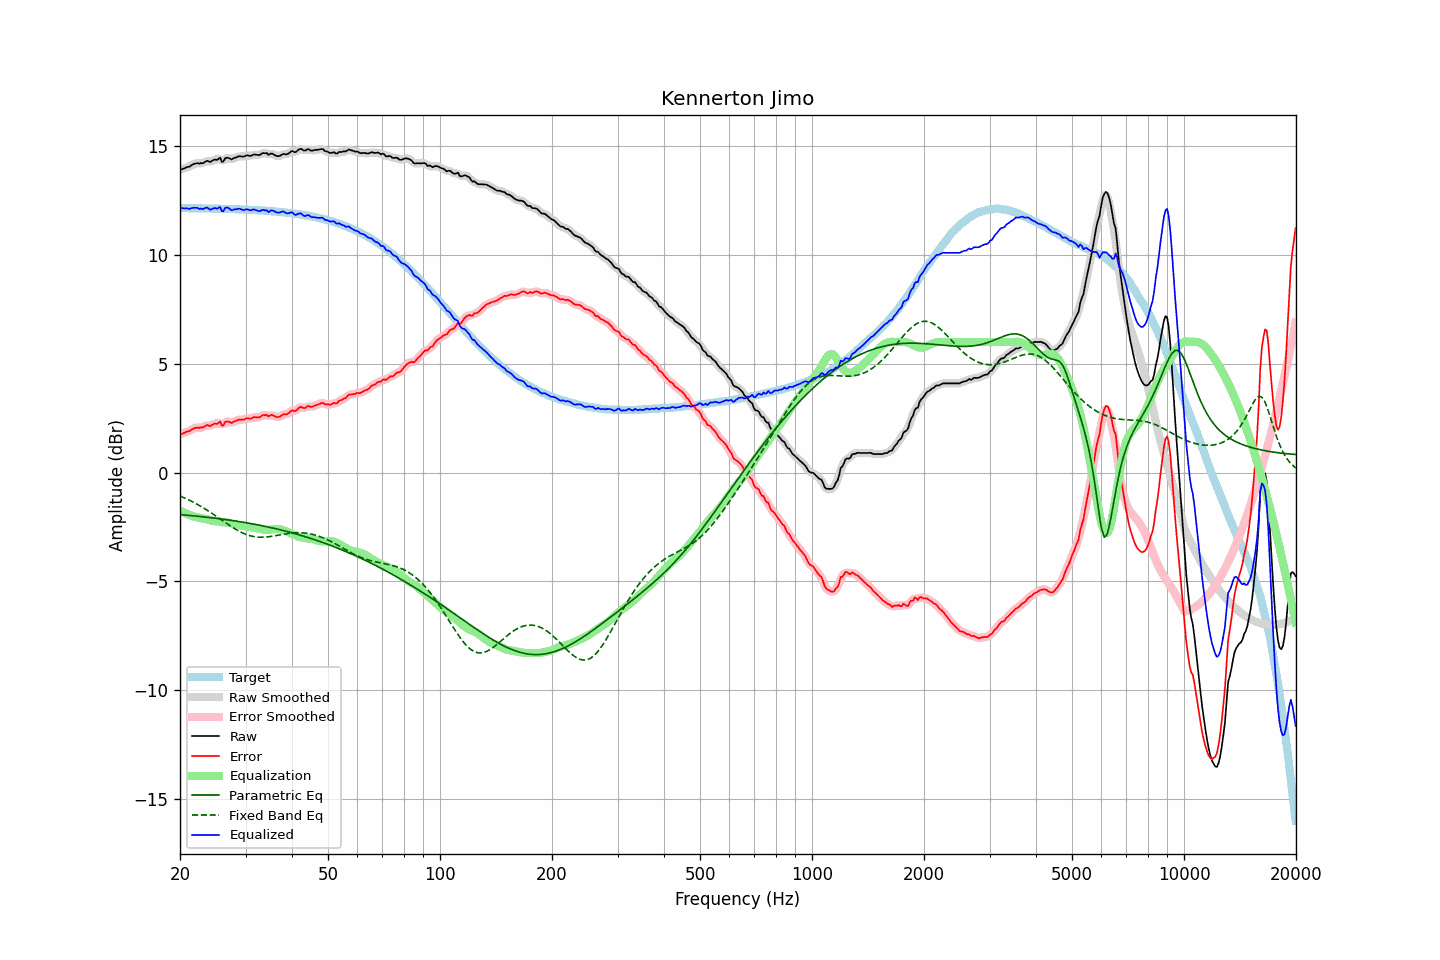 Kennerton Jimo
15
10
5
0
−5
−10
−15
Amplitude (dBr)
Target
Raw Smoothed
Error Smoothed
Raw
Error
Equalization
Parametric Eq
Fixed Band Eq
Equalized
20 50 100 200 500 1000 2000 5000 10000 20000
Frequency (Hz)